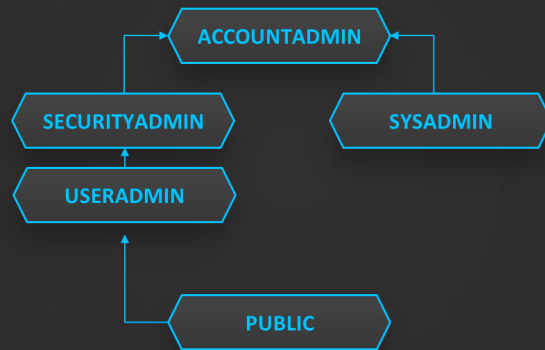 ACCOUNTADMIN
SECURITYADMIN
SYSADMIN
USERADMIN
PUBLIC